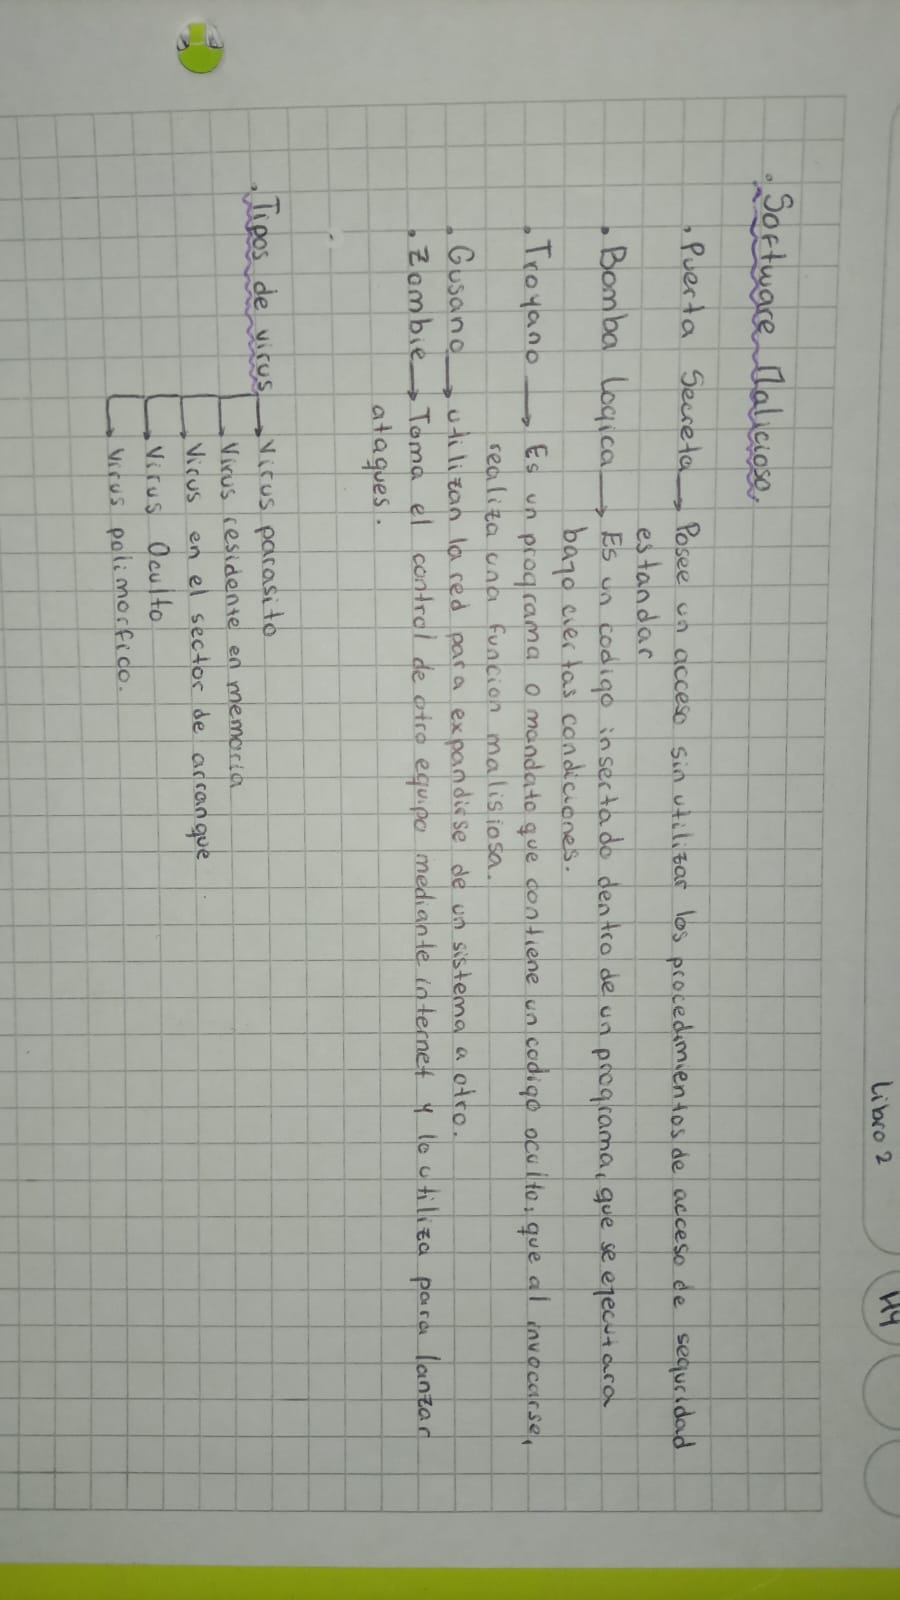 Libro 2
H4
• Software Malicioso.
• Puerta Secreta → Posee un acceso sin utilizar los procedimientos de acceso de seguridad
estandar
• Bomba Logica → Es un codigo insertado dentro de un programa, que se ejecutara
bajo ciertas condiciones.
• Troyano → Es un programa o mandato que contiene un codigo oculto, que al invocarse,
realiza una funcion malisiosa.
• Gusano → utilizan la red para expandirse de un sistema a otro.
• Zombie → Toma el control de otro equipo mediante internet y lo utiliza para lanzar
ataques.
• Tipos de virus → Virus parasito
→ Virus residente en memoria
→ Virus en el sector de arranque
→ Virus Oculto
→ Virus polimorfico.